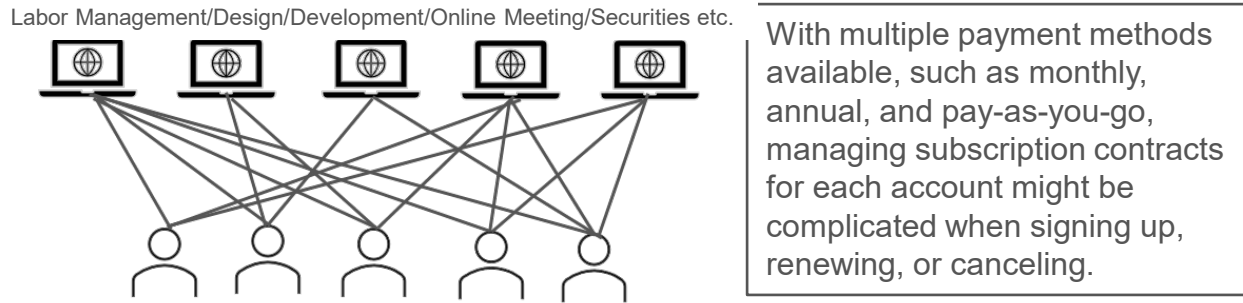 Labor Management/Design/Development/Online Meeting/Securities etc.
With multiple payment methods
available, such as monthly,
annual, and pay-as-you-go,
managing subscription contracts
for each account might be
complicated when signing up,
renewing, or canceling.